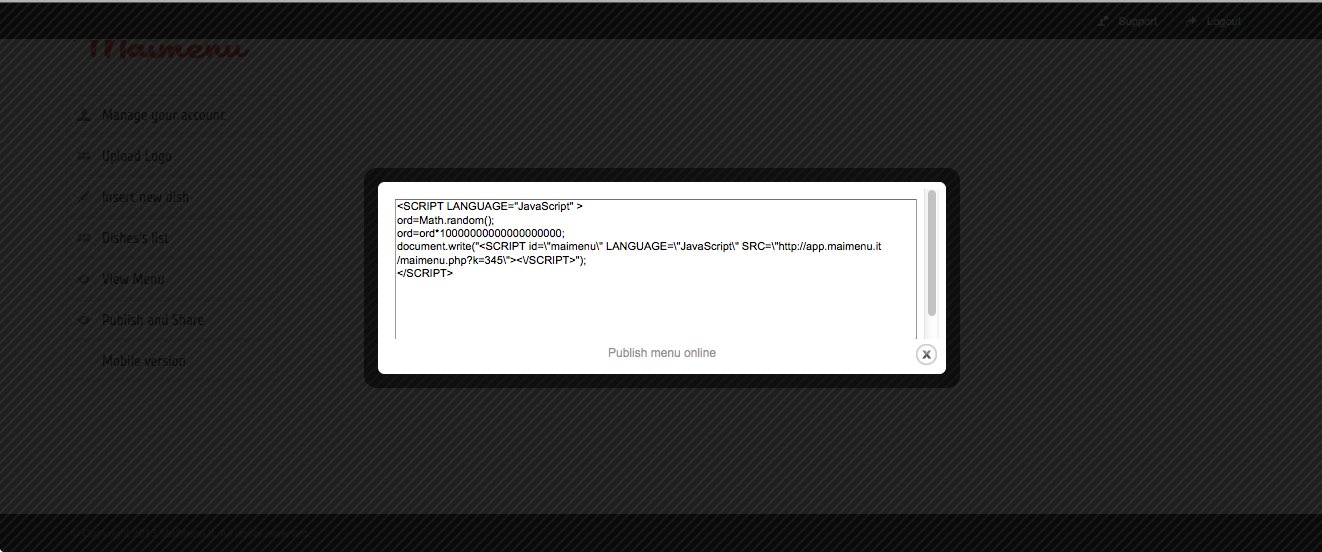 Support
Logout
Maimenu
Manage your account
Upload Logo
Insert new dish
Dishes's list
View Menu
Publish and Share
Mobile version
<SCRIPT LANGUAGE="JavaScript" >
ord=Math.random();
ord=ord*10000000000000000000;
document.write("<SCRIPT id=\"maimenu\" LANGUAGE=\"JavaScript\" SRC=\"http://app.maimenu.it
/maimenu.php?k=345\"><\/SCRIPT>");
</SCRIPT>
Publish menu online